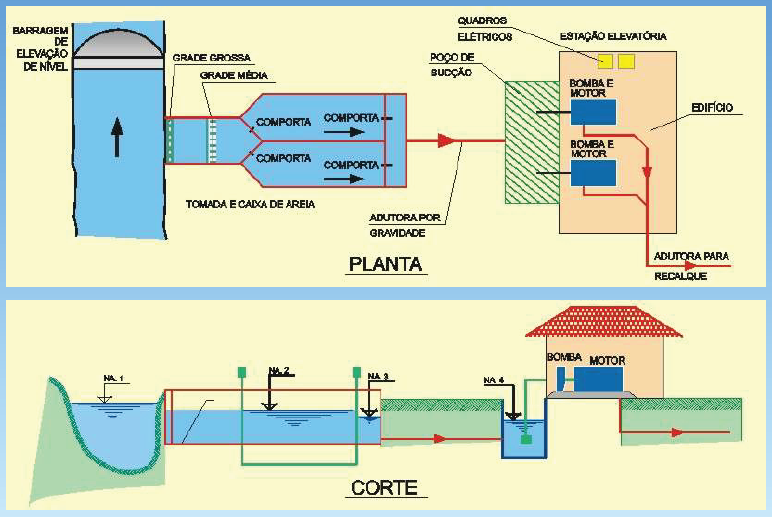 BARRAGEM
DE
ELEVAÇÃO
DE NÍVEL
GRADE GROSSA
GRADE MÉDIA
COMPORTA
COMPORTA
COMPORTA
COMPORTA
TOMADA E CAIXA DE AREIA
ADUTORA POR
GRAVIDADE
QUADROS
ELÉTRICOS
POÇO DE
SUCÇÃO
ESTAÇÃO ELEVATÓRIA
BOMBA E
MOTOR
BOMBA E
MOTOR
EDIFÍCIO
ADUTORA PARA
RECALQUE
PLANTA
NA. 1
NA. 2
NA. 3
NA. 4
BOMBA
MOTOR
CORTE